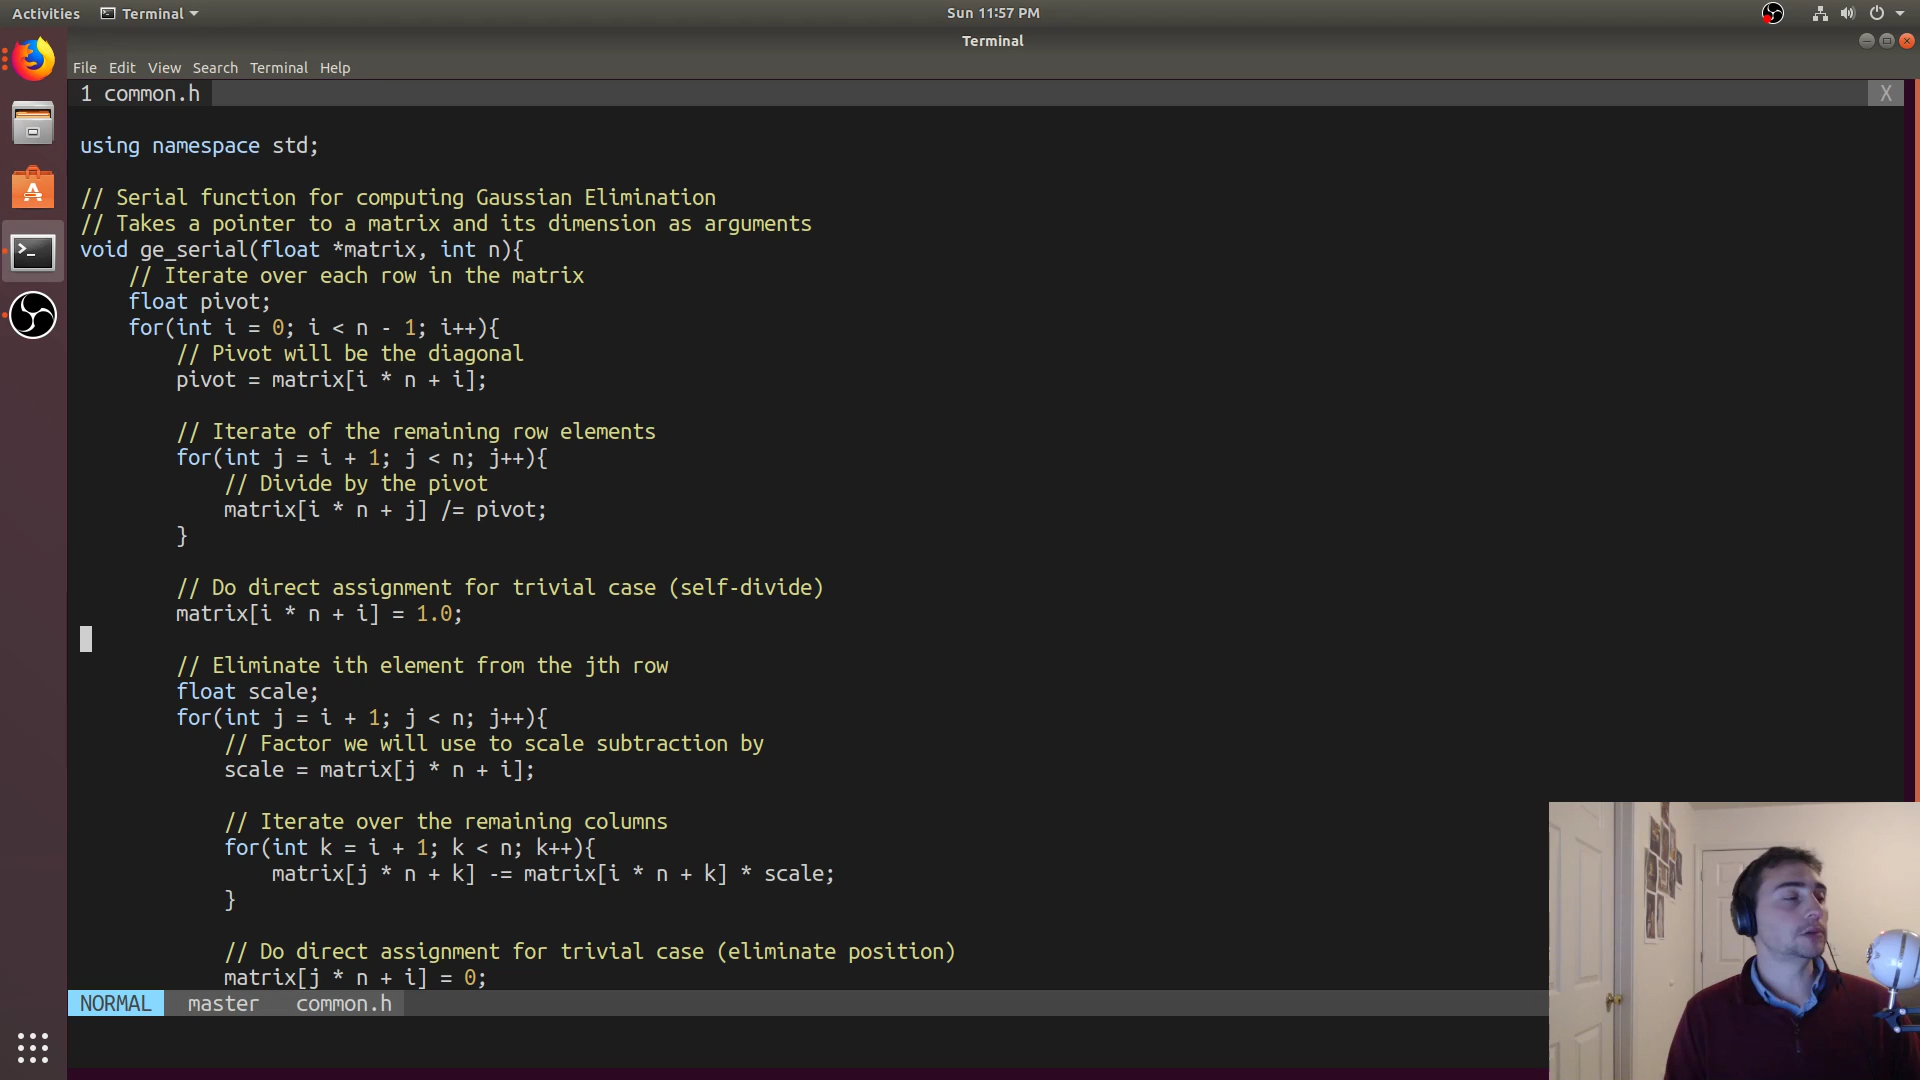 Activities
Terminal
Sun 11:57 PM
Terminal
File Edit View Search Terminal Help
1 common.h
X
using namespace std;
// Serial function for computing Gaussian Elimination
// Takes a pointer to a matrix and its dimension as arguments
void ge_serial(float *matrix, int n){
// Iterate over each row in the matrix
float pivot;
for(int i = 0; i < n - 1; i++){
// Pivot will be the diagonal
pivot = matrix[i * n + i];
// Iterate of the remaining row elements
for(int j = i + 1; j < n; j++){
// Divide by the pivot
matrix[i * n + j] /= pivot;
}
// Do direct assignment for trivial case (self-divide)
matrix[i * n + i] = 1.0;
// Eliminate ith element from the jth row
float scale;
for(int j = i + 1; j < n; j++){
// Factor we will use to scale subtraction by
scale = matrix[j * n + i];
// Iterate over the remaining columns
for(int k = i + 1; k < n; k++){
matrix[j * n + k] -= matrix[i * n + k] * scale;
}
// Do direct assignment for trivial case (eliminate position)
matrix[j * n + i] = 0;
NORMAL master common.h